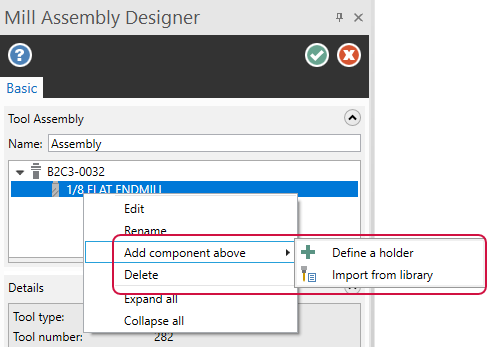 Mill Assembly Designer
Basic
Tool Assembly
Name: Assembly
B2C3-0032
1/8 FLAT ENDMILL
Edit
Rename
Add component above
Define a holder
Delete
Import from library
Details
Expand all
Tool type:
Collapse all
Tool number: 282